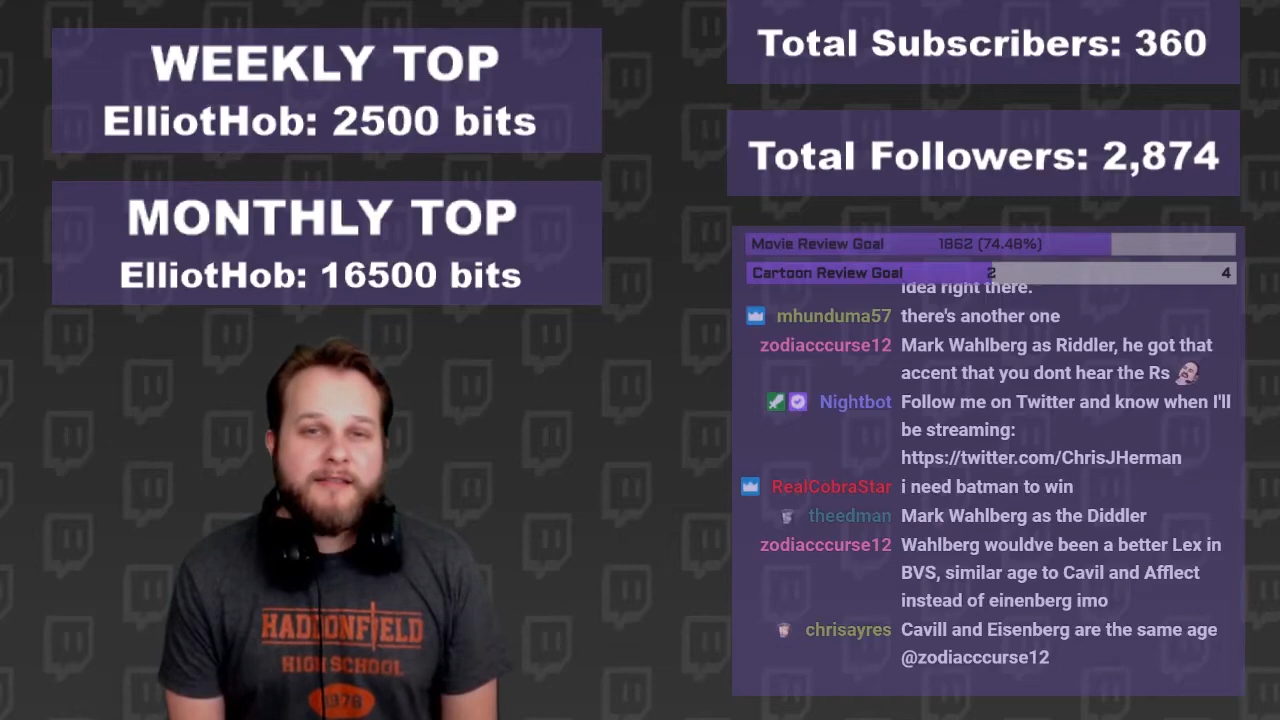 WEEKLY TOP
ElliotHob: 2500 bits
MONTHLY TOP
ElliotHob: 16500 bits
Total Subscribers: 360
Total Followers: 2,874
Movie Review Goal 1862 (74.48%)
Cartoon Review Goal 2 4
idea right there.
mhunduma57 there's another one
zodiacccurse12 Mark Wahlberg as Riddler, he got that
accent that you dont hear the Rs
Nightbot Follow me on Twitter and know when I'll
be streaming:
https://twitter.com/ChrisJHerman
RealCobraStar i need batman to win
theedman Mark Wahlberg as the Diddler
zodiacccurse12 Wahlberg wouldve been a better Lex in
BVS, similar age to Cavil and Afflect
instead of einenberg imo
chrisayres Cavill and Eisenberg are the same age
@zodiacccurse12
HADDONFIELD
HIGH SCHOOL
1978